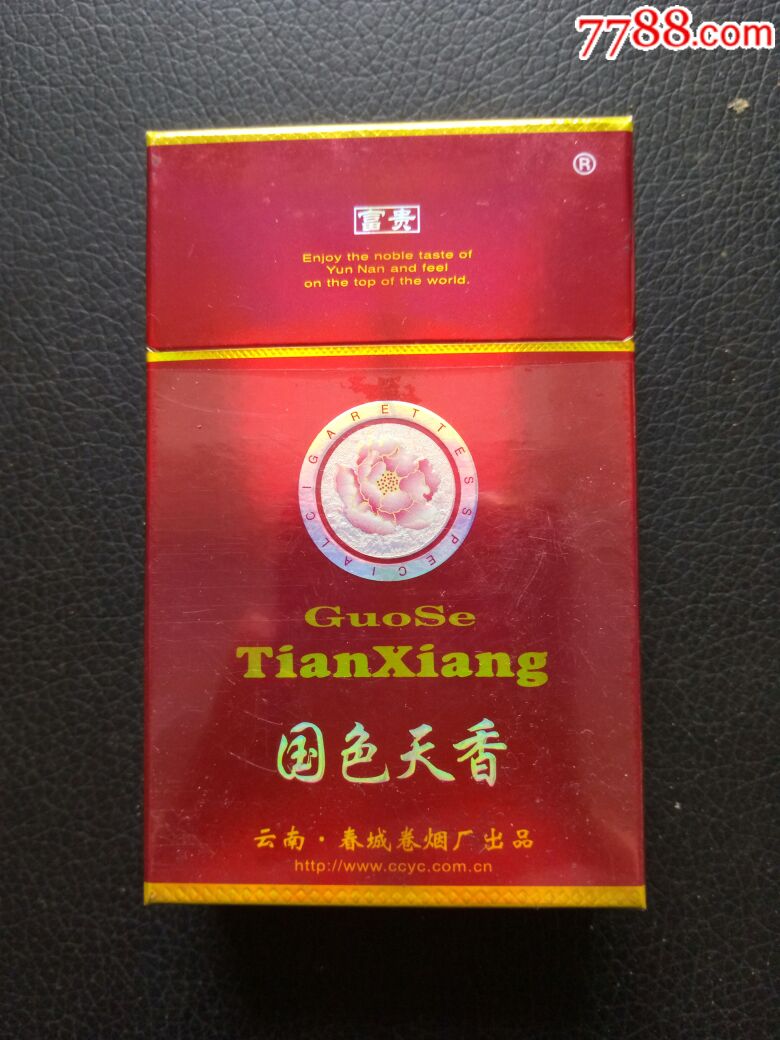 7788.com
®
富贵
Enjoy the noble taste of
Yun Nan and feel
on the top of the world.
CIGARETTES SPECIAL
GuoSe
TianXiang
国色天香
云南·春城卷烟厂出品
http://www.ccyc.com.cn